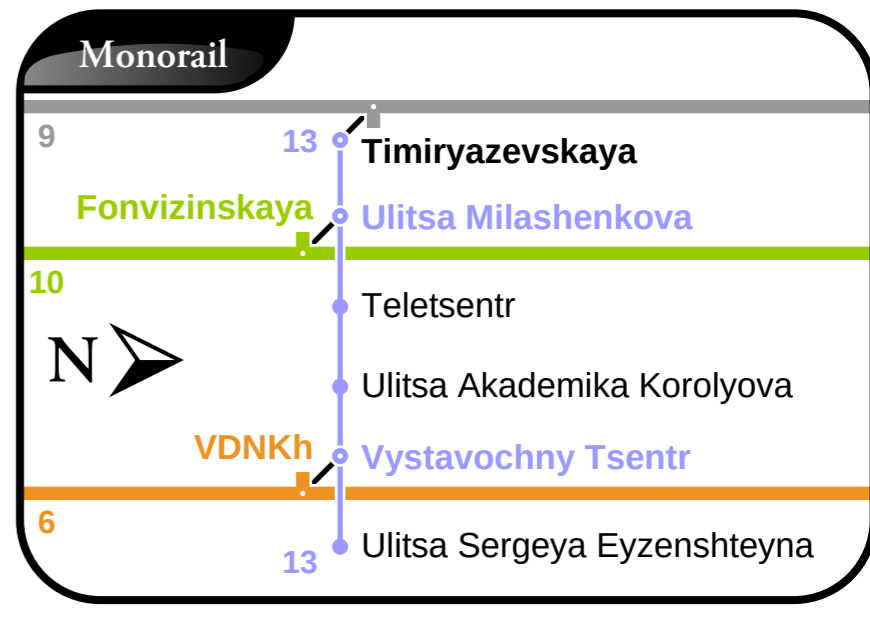 Monorail
9
13
Timiryazevskaya
Fonvizinskaya
Ulitsa Milashenkova
10
Teletsentr
N
Ulitsa Akademika Korolyova
VDNKh
Vystavochny Tsentr
6
Ulitsa Sergeya Eyzenshteyna
13